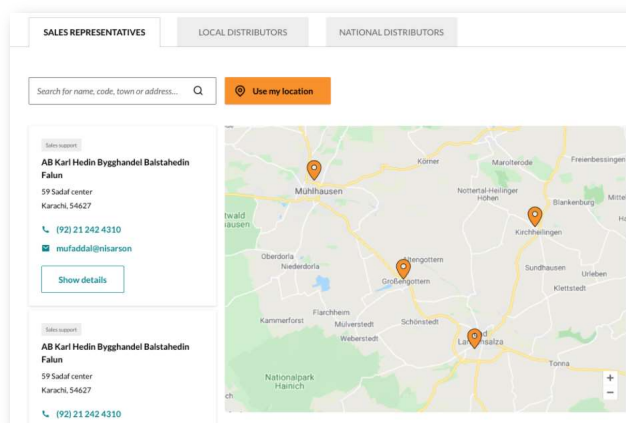 SALES REPRESENTATIVES
LOCAL DISTRIBUTORS
NATIONAL DISTRIBUTORS
Search for name, code, town or address...
Use my location
Sales support
AB Karl Hedin Bygghandel Balstahedin
Falun
59 Sadaf center
Karachi, 54627
(92) 21 242 4310
mufaddal@nisarson
Show details
Sales support
AB Karl Hedin Bygghandel Balstahedin
Falun
59 Sadaf center
Karachi, 54627
(92) 21 242 4310
Körner
Marolterode
Freienbessingen
Mühlhausen
Nottertal-Heilinger
Höhen
Blankenburg
Mitte
Kirchheilingen
Oberdorla
Niederdorla
Großengottern
Sundhausen
Urleben
Klettstedt
Flarchheim
Kammerforst
Mülverstedt
Schönstedt
Weberstedt
Tonna
Nationalpark
Hainich
+
−